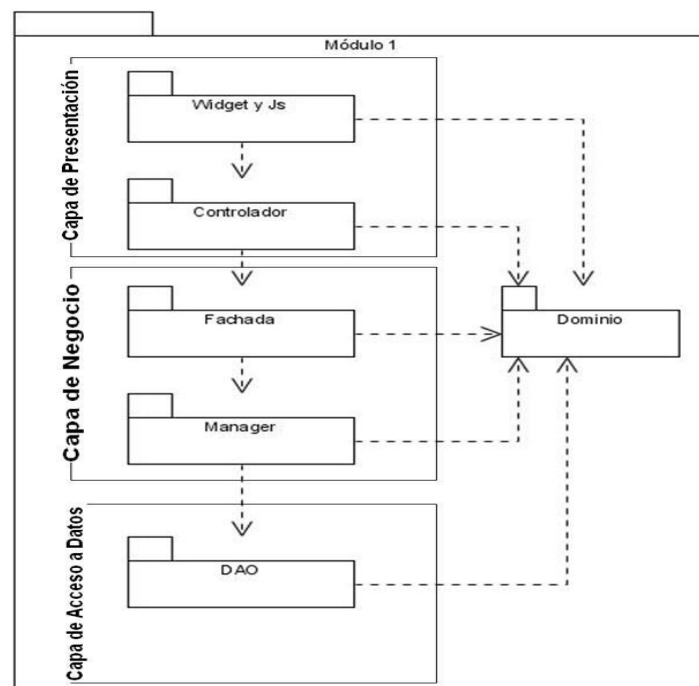 Módulo 1
Capa de Presentación
Widget y Js
Controlador
Capa de Negocio
Fachada
Dominio
Manager
Capa de Acceso a Datos
DAO